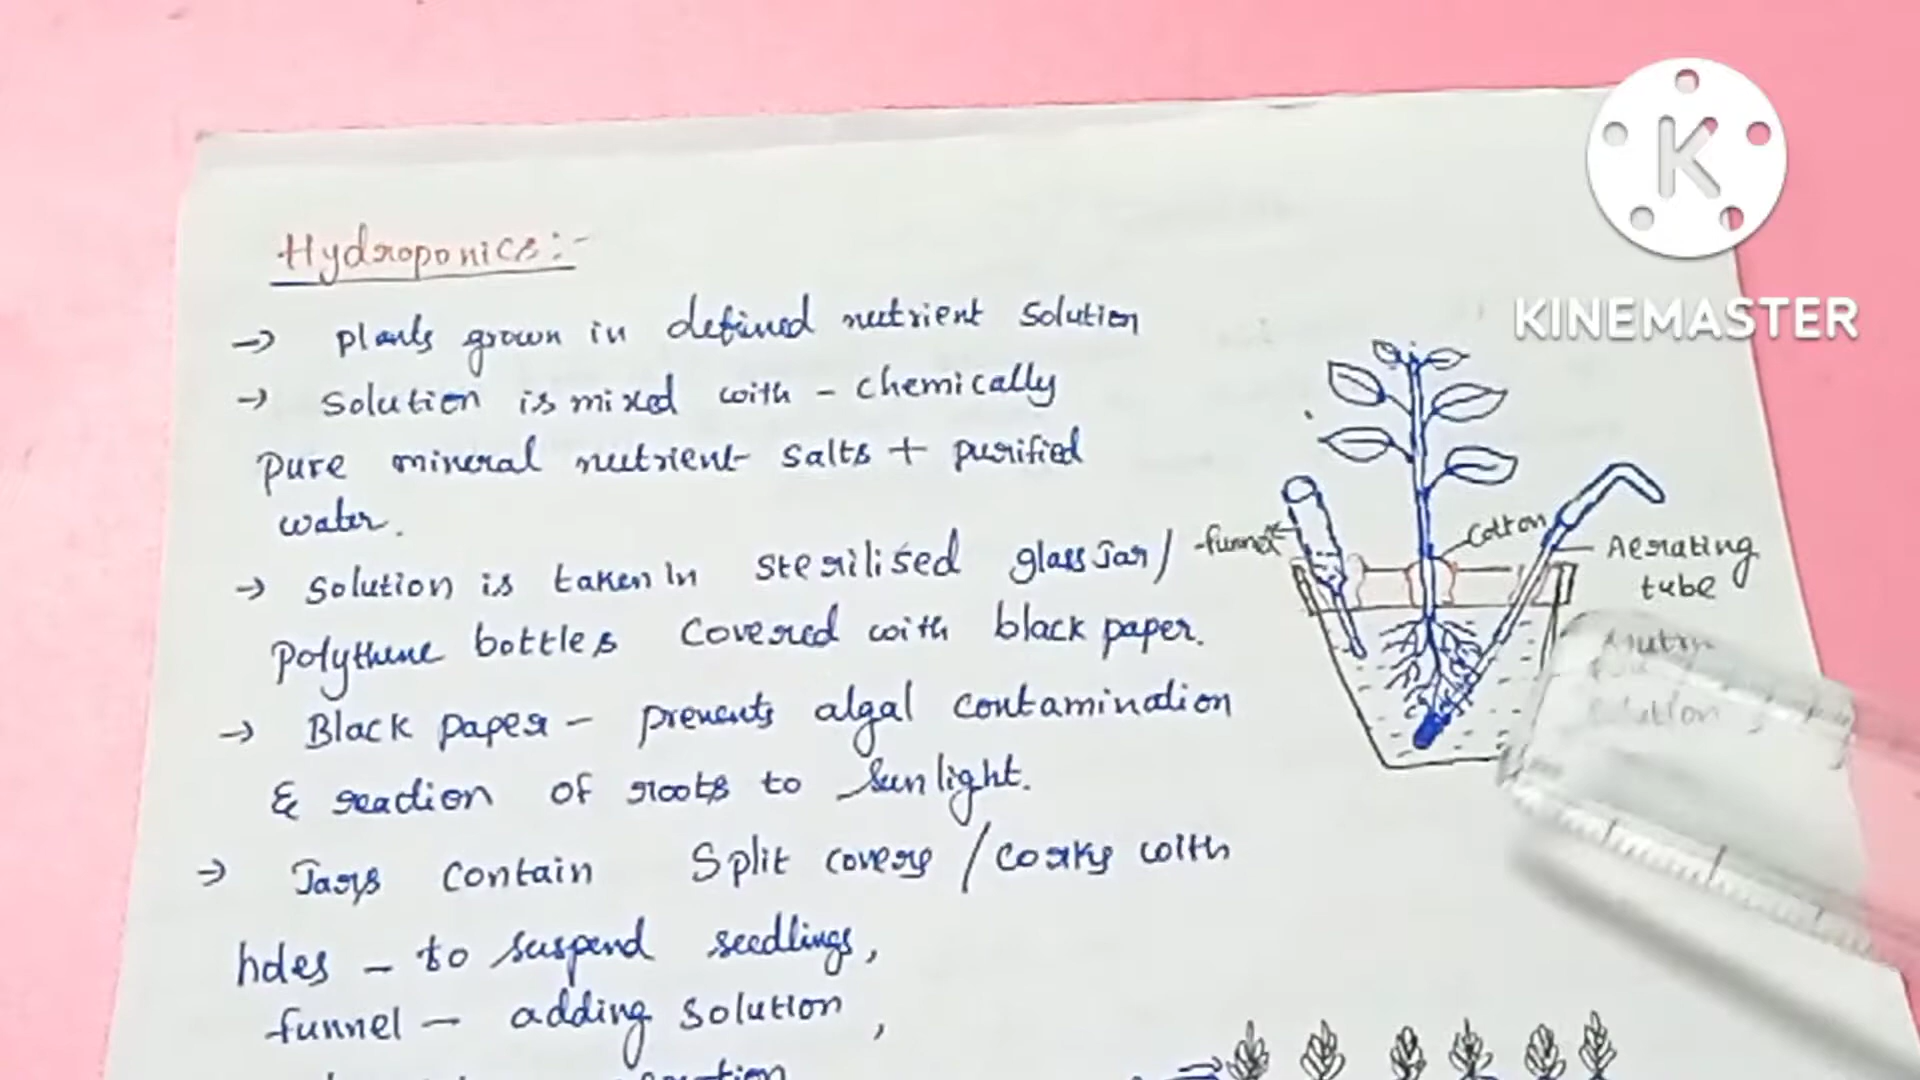 KINEMASTER
Hydroponics:-
→ plants grown in defined nutrient solution
→ solution is mixed with - chemically
pure mineral nutrient salts + purified
water.
→ solution is taken in sterilised glass Jar/
polythene bottles covered with black paper.
→ Black paper - prevents algal contamination
& reaction of roots to sunlight.
→ Jars contain split covers / corks with
holes - to suspend seedlings,
funnel - adding solution,
funnel
cotton
Aerating
tube
solution